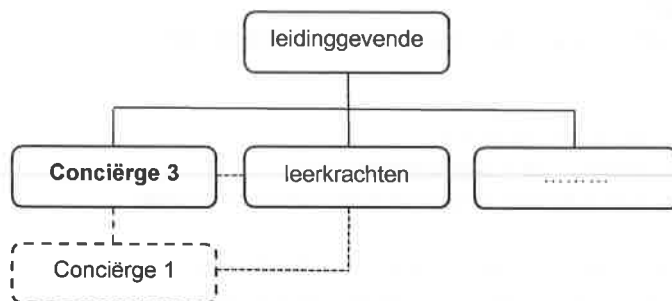 leidinggevende
Conciërge 3
leerkrachten
.........
Conciërge 1